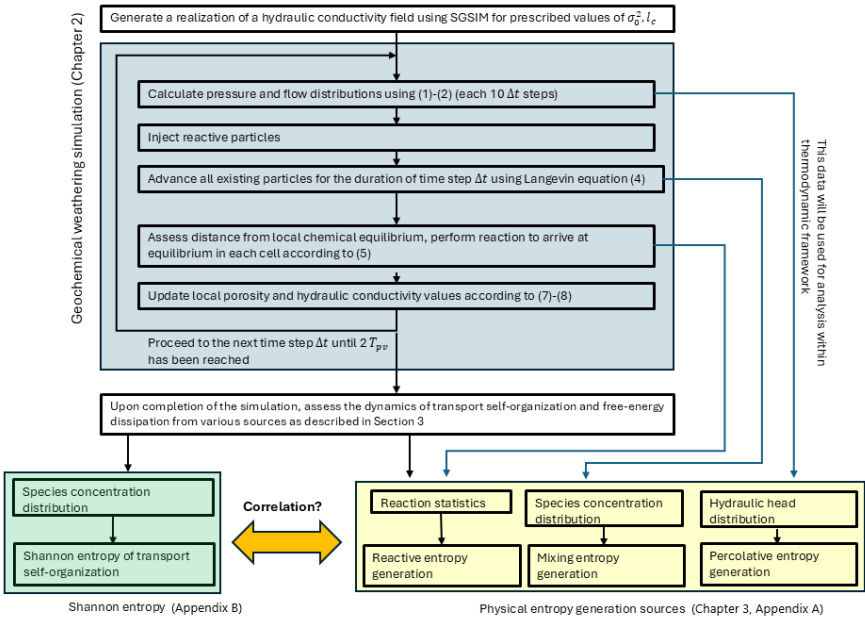 Generate a realization of a hydraulic conductivity field using SGSIM for prescribed values of σ₀², l_c
Geochemical weathering simulation (Chapter 2)
Calculate pressure and flow distributions using (1)-(2) (each 10 Δt steps)
Inject reactive particles
Advance all existing particles for the duration of time step Δt using Langevin equation (4)
Assess distance from local chemical equilibrium, perform reaction to arrive at
equilibrium in each cell according to (5)
Update local porosity and hydraulic conductivity values according to (7)-(8)
Proceed to the next time step Δt until 2 T_pv
has been reached
This data will be used for analysis within
thermodynamic framework
Upon completion of the simulation, assess the dynamics of transport self-organization and free-energy
dissipation from various sources as described in Section 3
Species concentration
distribution
Shannon entropy of transport
self-organization
Shannon entropy (Appendix B)
Correlation?
Reaction statistics
Reactive entropy
generation
Species concentration
distribution
Mixing entropy
generation
Hydraulic head
distribution
Percolative entropy
generation
Physical entropy generation sources (Chapter 3, Appendix A)